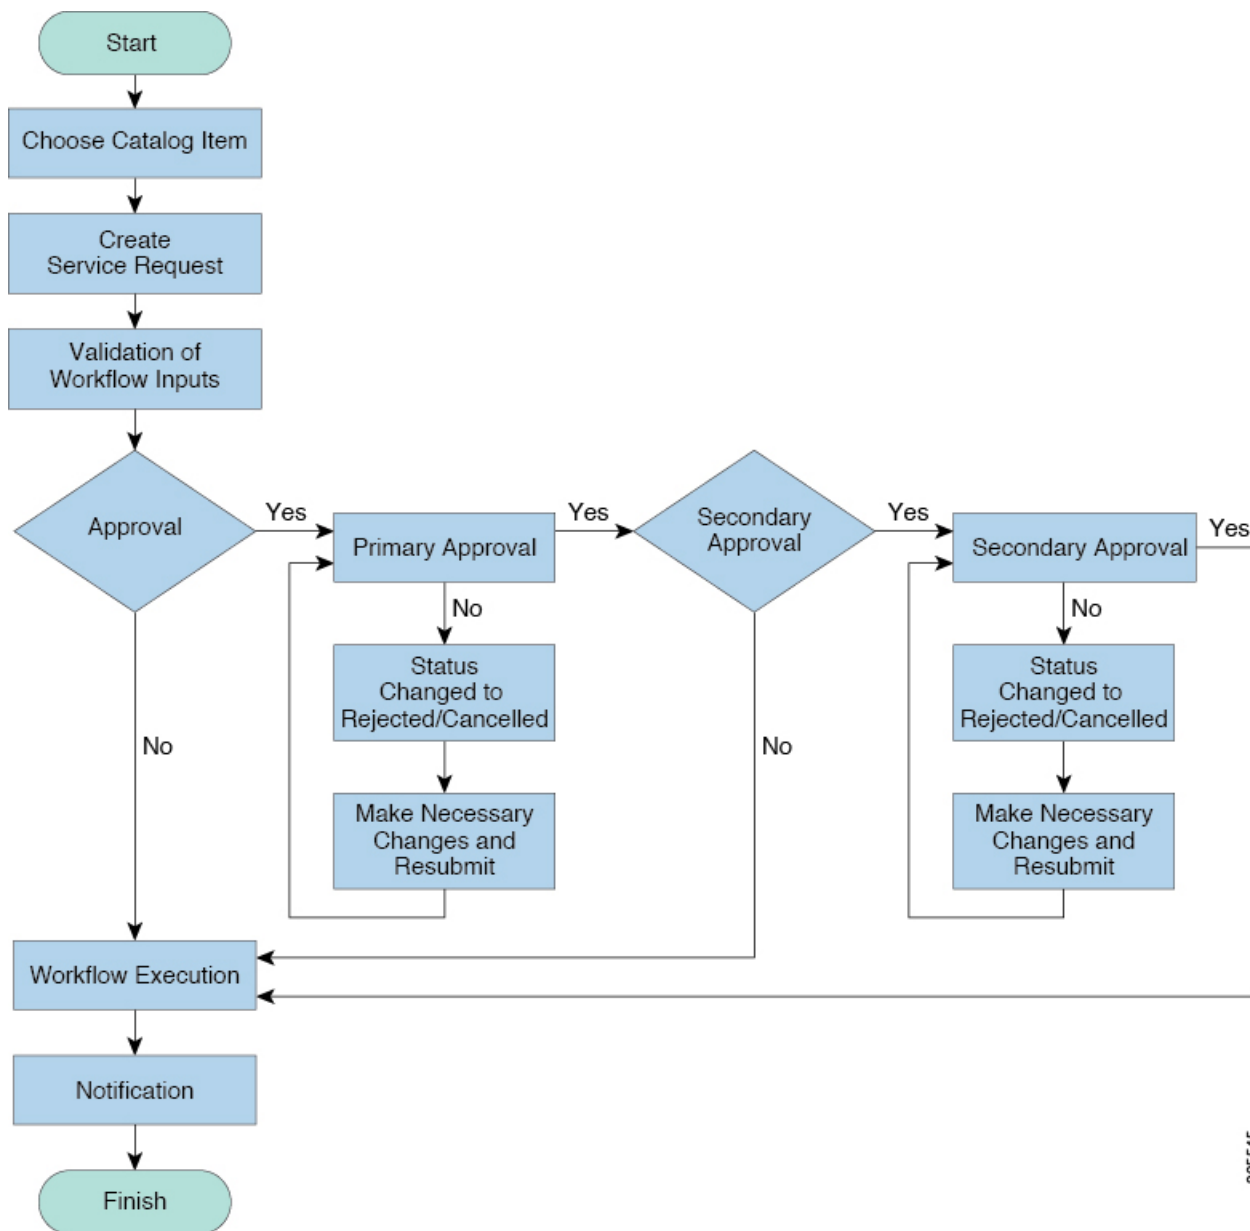 Start
Choose Catalog Item
Create
Service Request
Validation of
Workflow Inputs
Approval
Yes
Primary Approval
Yes
Secondary
Approval
Yes
Secondary Approval
Yes
No
No
No
No
Status
Changed to
Rejected/Cancelled
Status
Changed to
Rejected/Cancelled
Make Necessary
Changes and
Resubmit
Make Necessary
Changes and
Resubmit
Workflow Execution
Notification
Finish